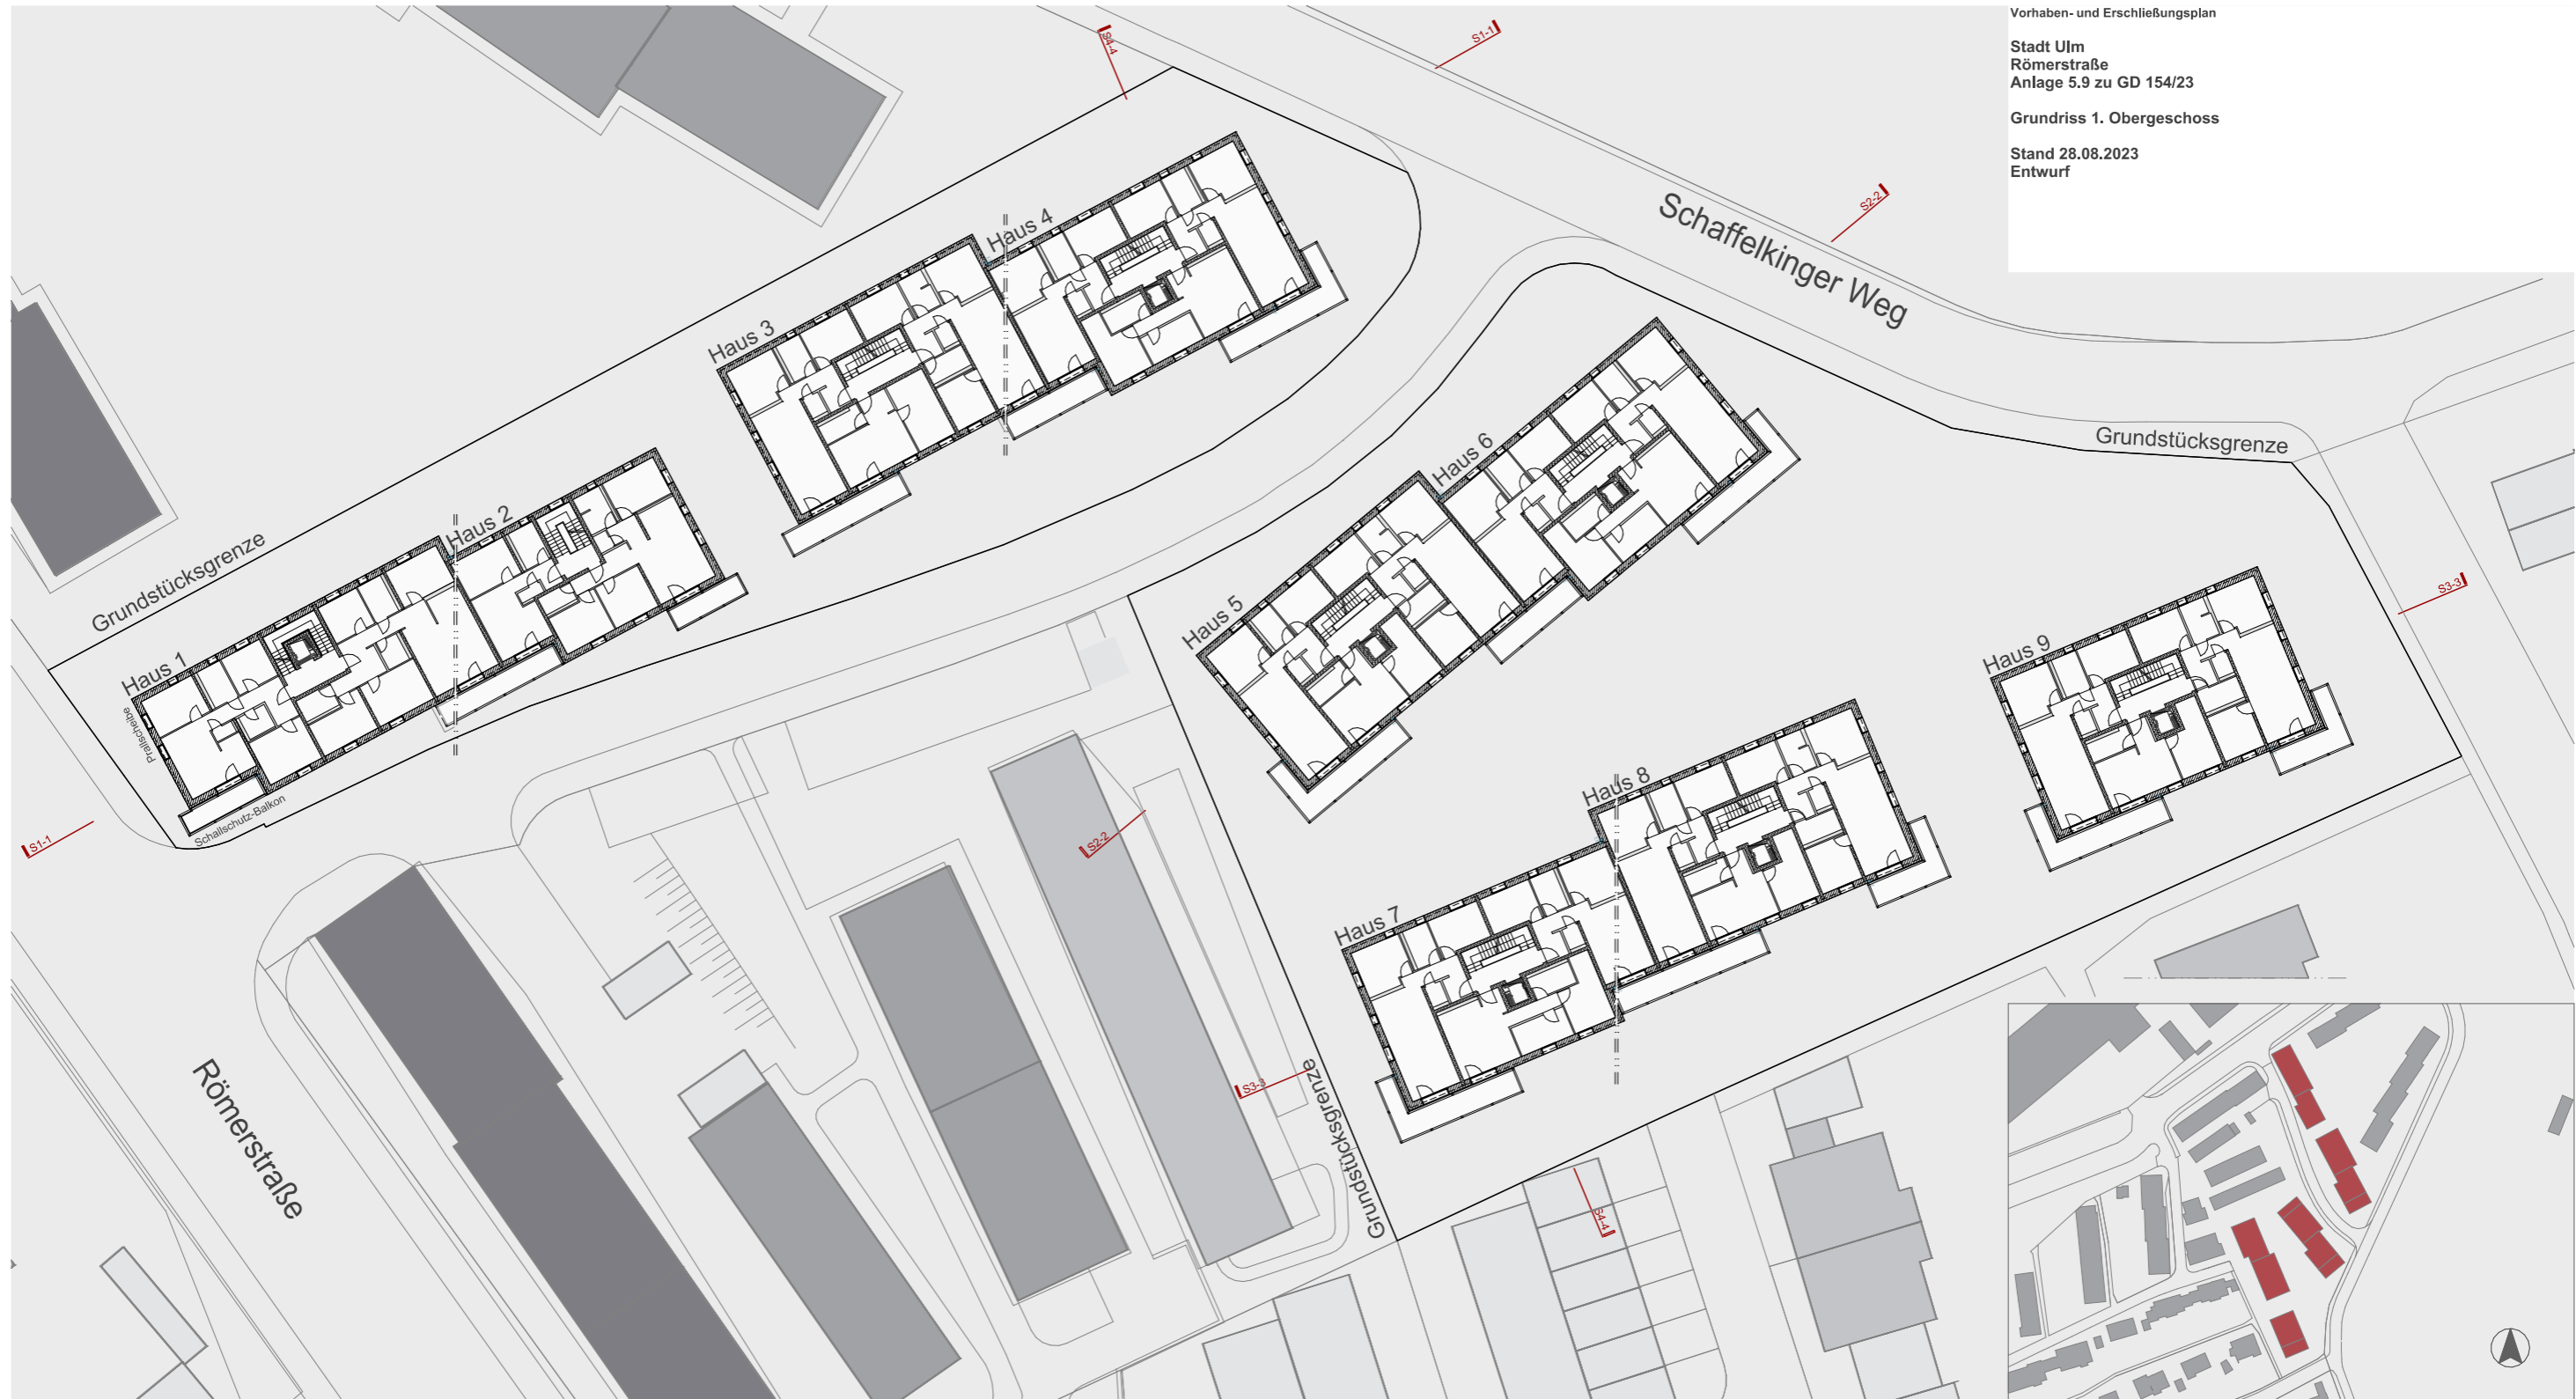 Vorhaben- und Erschließungsplan
Stadt Ulm
Römerstraße
Anlage 5.9 zu GD 154/23
Grundriss 1. Obergeschoss
Stand 28.08.2023
Entwurf
S4-4
S1-1
S2-2
Schaffelkinger Weg
Haus 4
Haus 3
Grundstücksgrenze
Haus 6
Haus 2
Grundstücksgrenze
S3-3
Haus 5
Haus 1
Haus 9
Prallscheibe
Schallschutz-Balkon
S1-1
S2-2
Haus 8
Haus 7
S3-3
Grundstücksgrenze
Römerstraße
S4-4